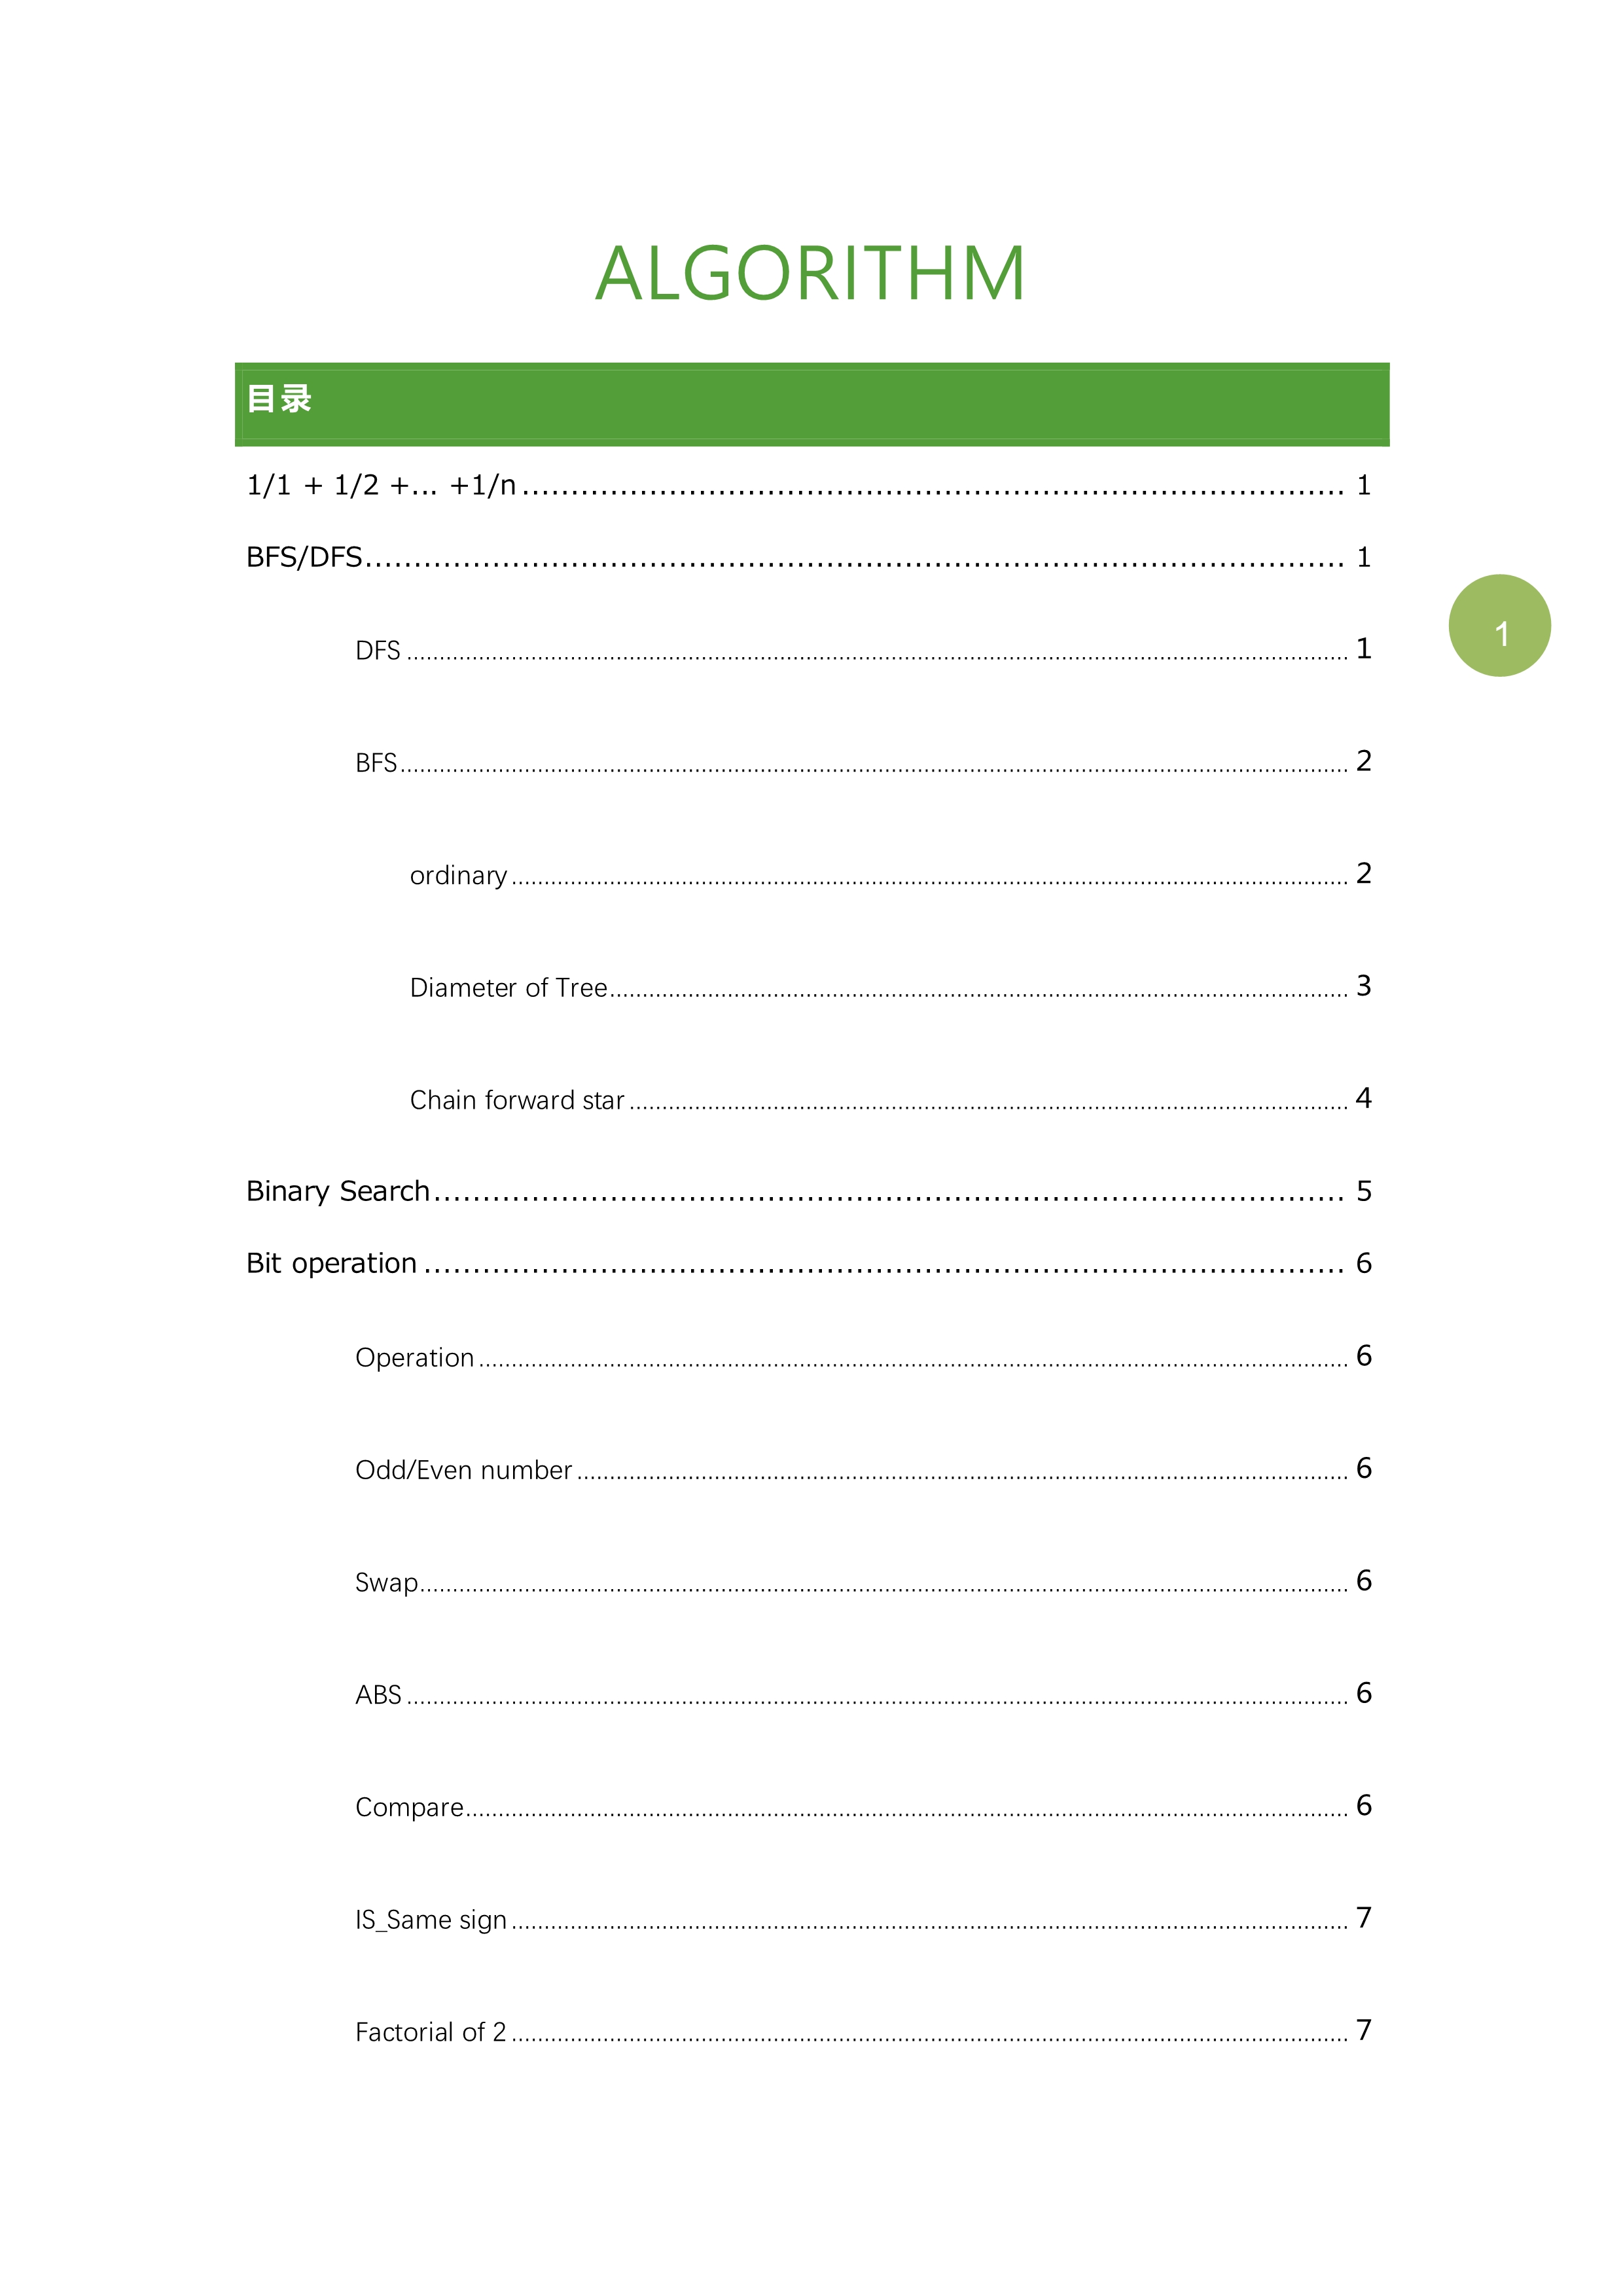 ALGORITHM
目录
1/1 + 1/2 +... +1/n ........ 1
BFS/DFS ........ 1
1
DFS ........ 1
BFS ........ 2
ordinary ........ 2
Diameter of Tree ........ 3
Chain forward star ........ 4
Binary Search ........ 5
Bit operation ........ 6
Operation ........ 6
Odd/Even number ........ 6
Swap ........ 6
ABS ........ 6
Compare ........ 6
IS_Same sign ........ 7
Factorial of 2 ........ 7